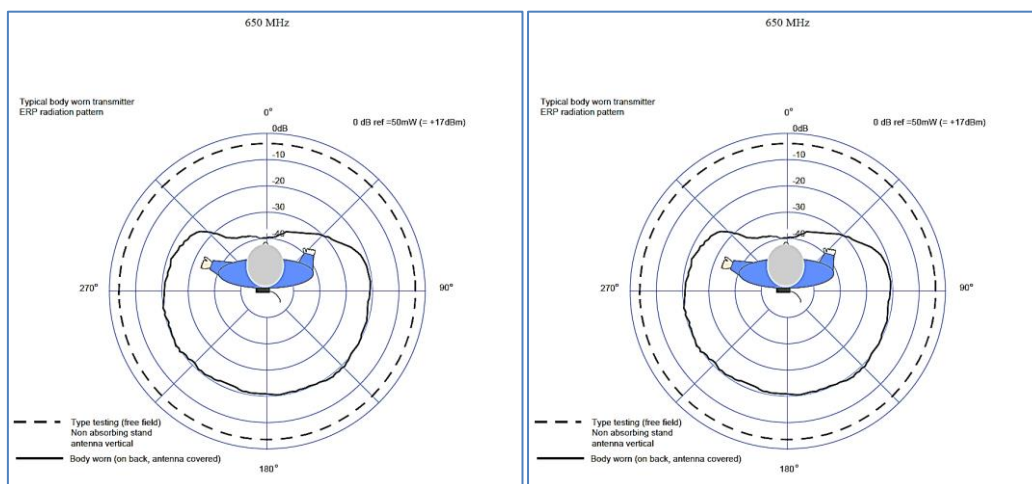 650 MHz
Typical body worn transmitter
ERP radiation pattern
0°
0 dB ref =50mW (= +17dBm)
0dB
-10
-20
-30
-40
270°
90°
Type testing (free field)
Non absorbing stand
antenna vertical
Body worn (on back, antenna covered)
180°
650 MHz
Typical body worn transmitter
ERP radiation pattern
0°
0 dB ref =50mW (= +17dBm)
0dB
-10
-20
-30
-40
270°
90°
Type testing (free field)
Non absorbing stand
antenna vertical
Body worn (on back, antenna covered)
180°